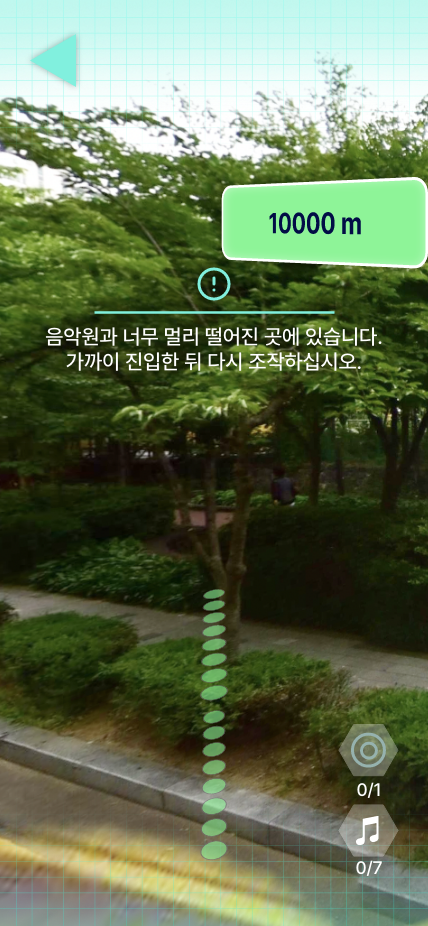 10000 m
음악원과 너무 멀리 떨어진 곳에 있습니다.
가까이 진입한 뒤 다시 조작하십시오.
0/1
0/7